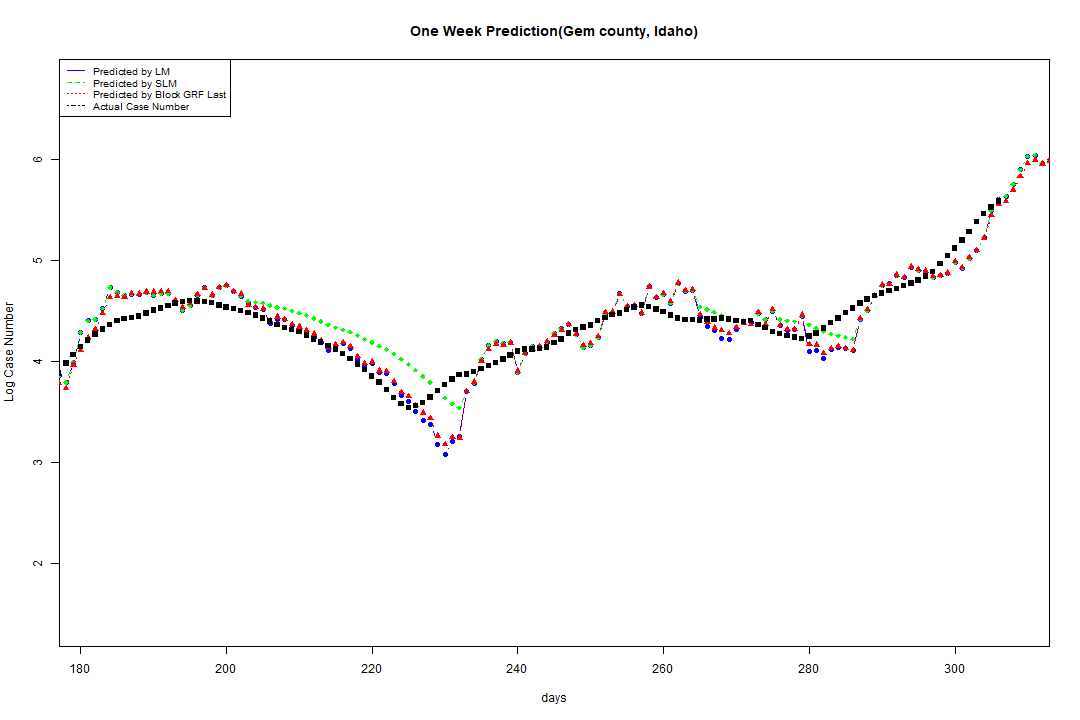 One Week Prediction(Gem county, Idaho)
Predicted by LM
Predicted by SLM
Predicted by Block GRF Last
Actual Case Number
6
5
4
3
2
Log Case Number
180 200 220 240 260 280 300
days